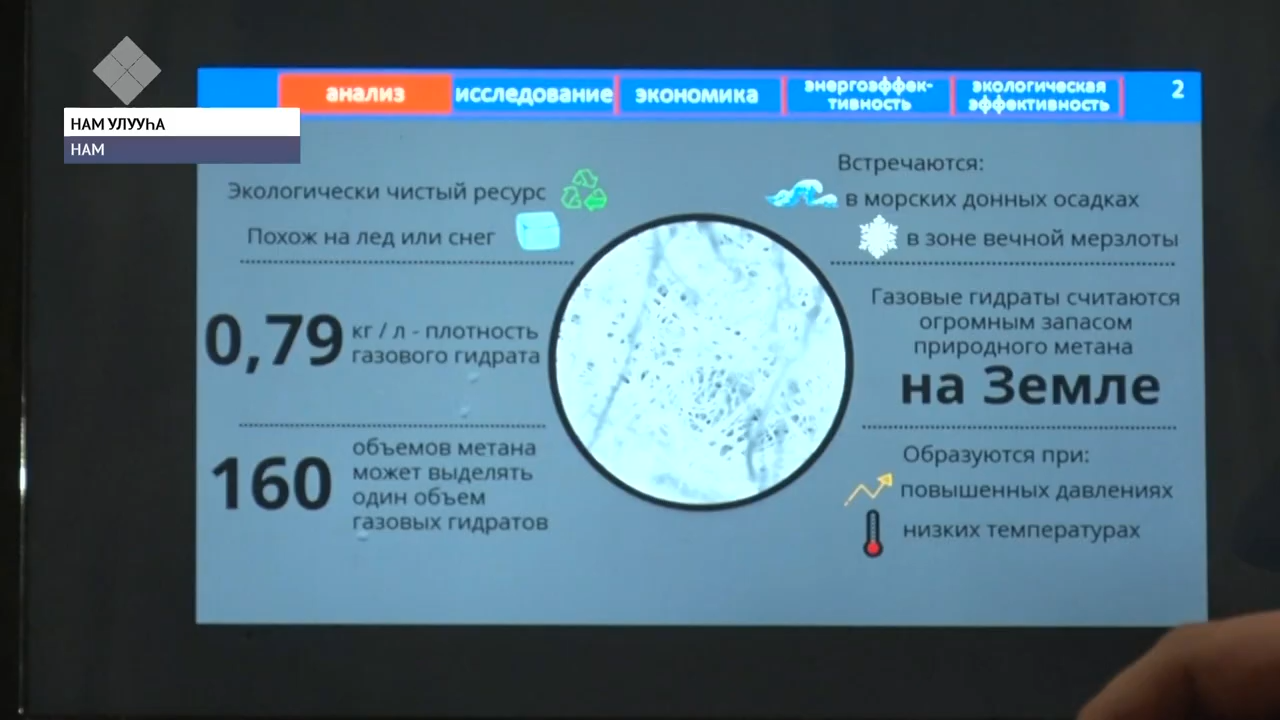 НАМ УЛУУҺА
НАМ
анализ
исследование
экономика
энергоэффек-
тивность
экологическая
эффективность
2
Экологически чистый ресурс
Похож на лед или снег
0,79
кг / л - плотность
газового гидрата
160
объемов метана
может выделять
один объем
газовых гидратов
Встречаются:
в морских донных осадках
в зоне вечной мерзлоты
Газовые гидраты считаются
огромным запасом
природного метана
на Земле
Образуются при:
повышенных давлениях
низких температурах